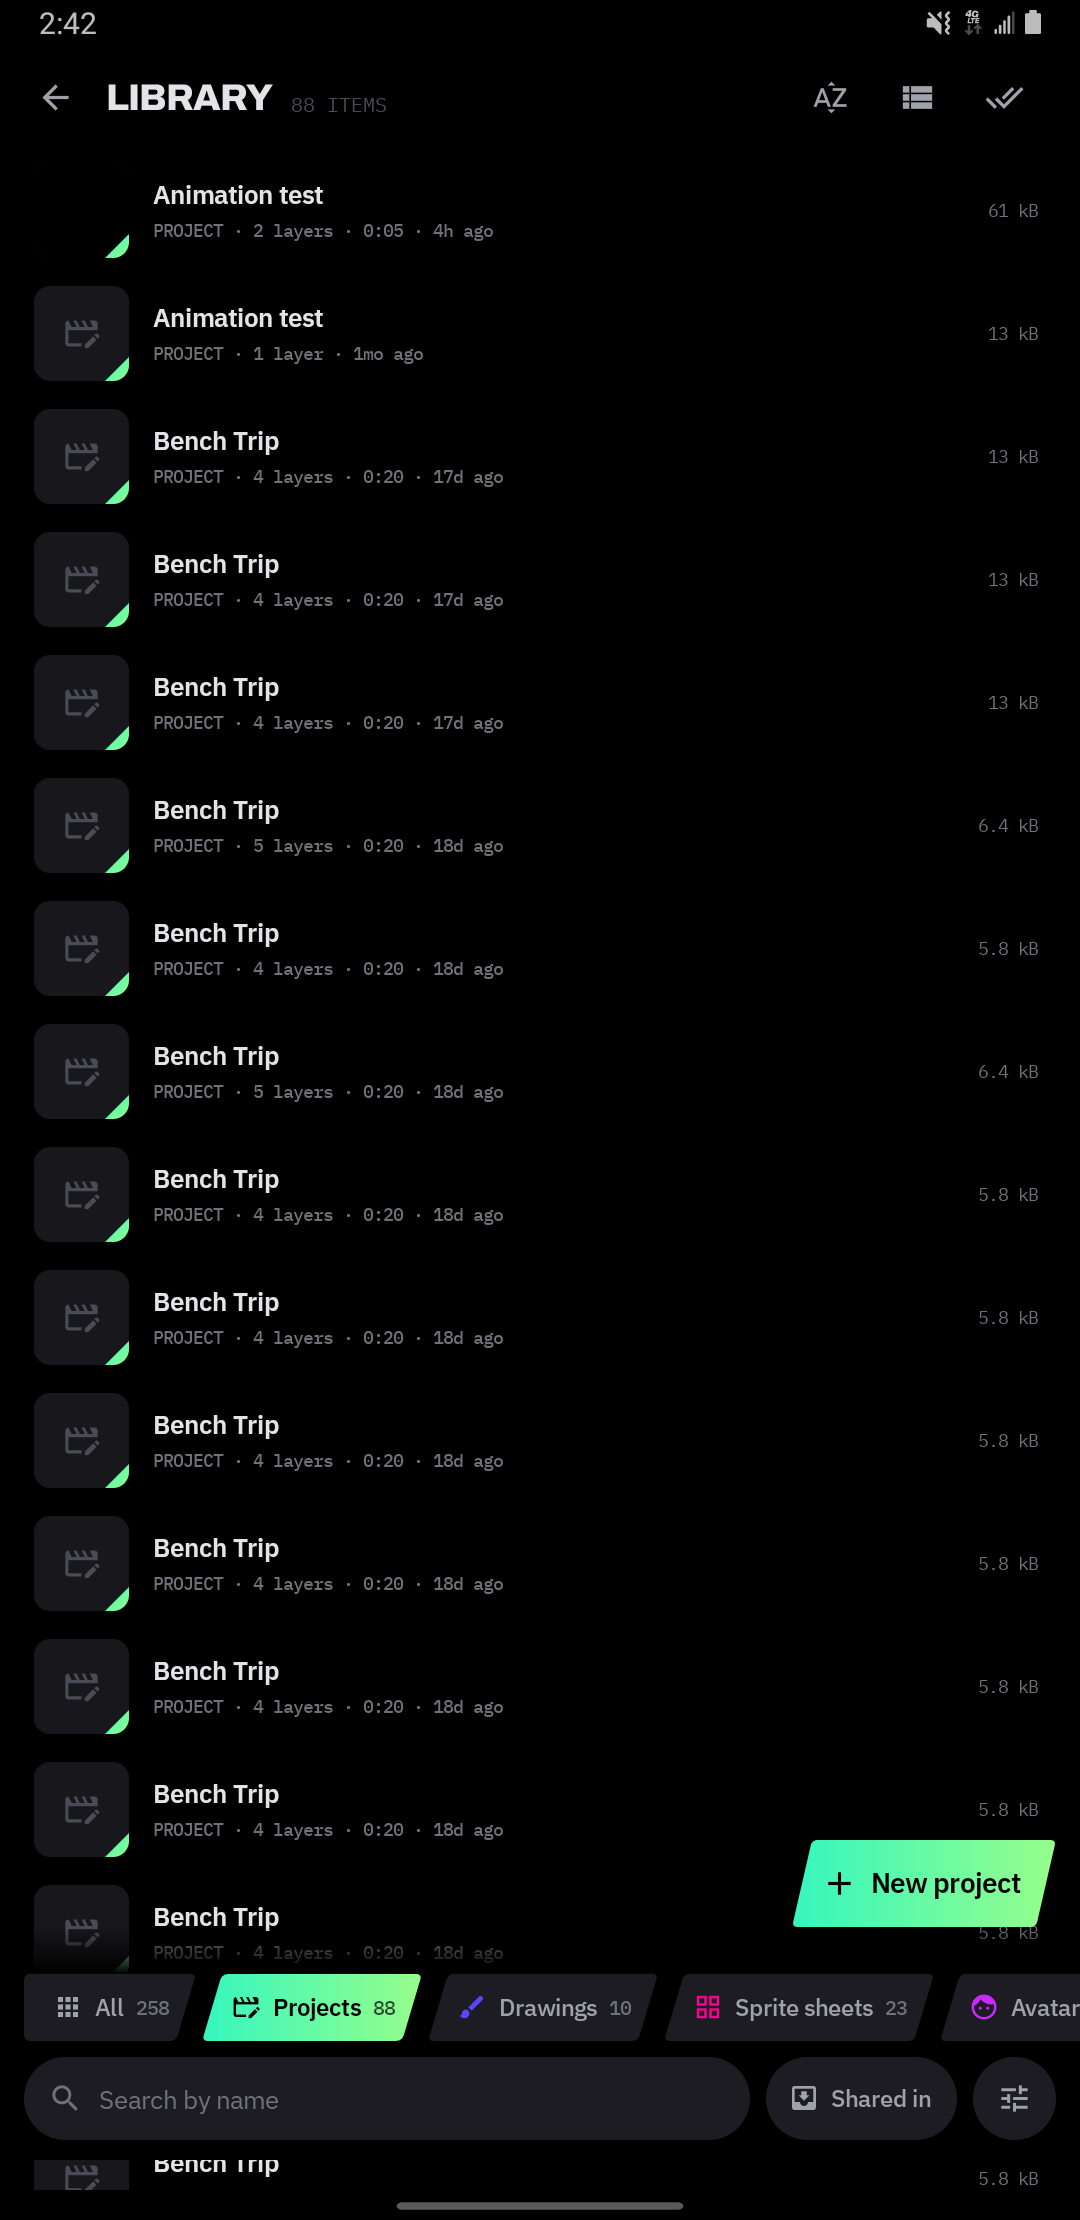 2:42
4G LTE
LIBRARY 88 ITEMS
AZ
Animation test
PROJECT · 2 layers · 0:05 · 4h ago
61 kB
Animation test
PROJECT · 1 layer · 1mo ago
13 kB
Bench Trip
PROJECT · 4 layers · 0:20 · 17d ago
13 kB
Bench Trip
PROJECT · 4 layers · 0:20 · 17d ago
13 kB
Bench Trip
PROJECT · 4 layers · 0:20 · 17d ago
13 kB
Bench Trip
PROJECT · 5 layers · 0:20 · 18d ago
6.4 kB
Bench Trip
PROJECT · 4 layers · 0:20 · 18d ago
5.8 kB
Bench Trip
PROJECT · 5 layers · 0:20 · 18d ago
6.4 kB
Bench Trip
PROJECT · 4 layers · 0:20 · 18d ago
5.8 kB
Bench Trip
PROJECT · 4 layers · 0:20 · 18d ago
5.8 kB
Bench Trip
PROJECT · 4 layers · 0:20 · 18d ago
5.8 kB
Bench Trip
PROJECT · 4 layers · 0:20 · 18d ago
5.8 kB
Bench Trip
PROJECT · 4 layers · 0:20 · 18d ago
5.8 kB
Bench Trip
PROJECT · 4 layers · 0:20 · 18d ago
5.8 kB
New project
Bench Trip
PROJECT · 4 layers · 0:20 · 18d ago
5.8 kB
All 258
Projects 88
Drawings 10
Sprite sheets 23
Avatar
Search by name
Shared in
Bench Trip
5.8 kB